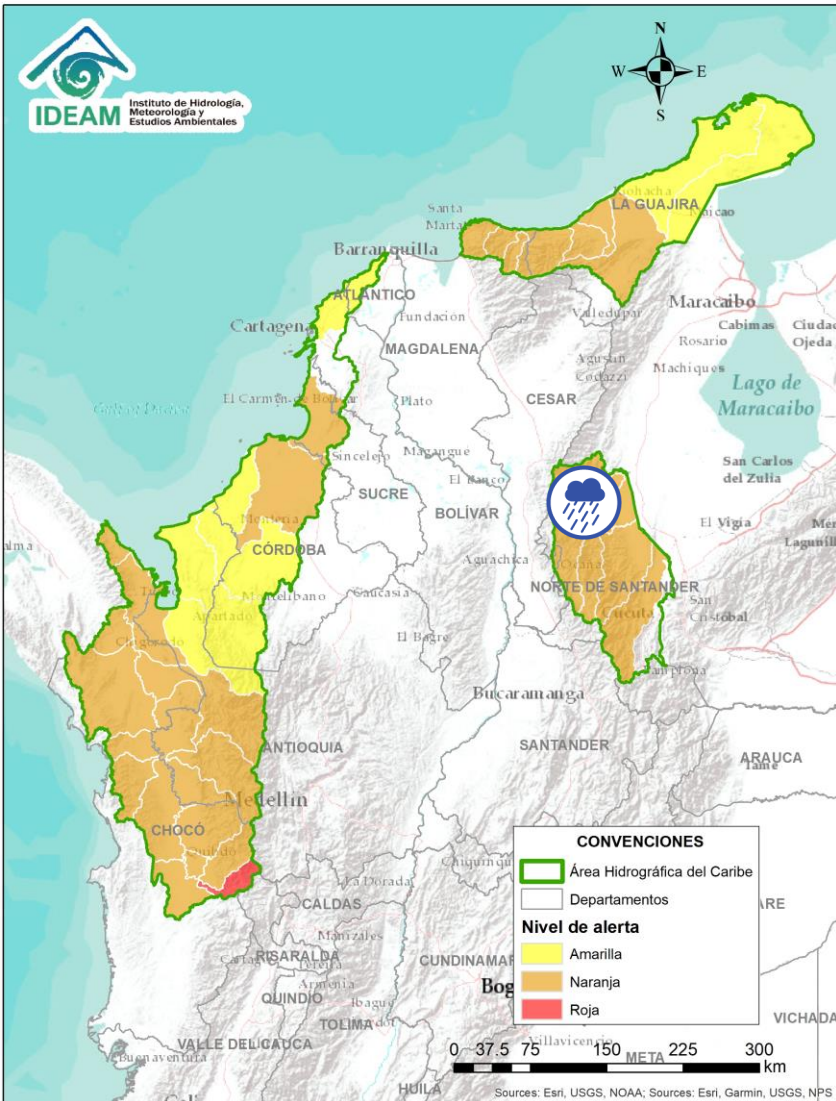 IDEAM
Instituto de Hidrología,
Meteorología y
Estudios Ambientales
N
W
E
S
Santa
Marta
Riohacha
LA GUAJIRA
Maicao
Barranquilla
ATLÁNTICO
Cartagena
Fundación
Valledupar
Maracaibo
Cabimas
Ciudad
Ojeda
MAGDALENA
Rosario
Machiques
Agustín
Codazzi
Lago de
Maracaibo
CESAR
El Carmen de Bolívar
Plato
Sincelejo
Magangué
SUCRE
El Banco
San Carlos
del Zulia
BOLÍVAR
El Vigía
Montería
CÓRDOBA
Aguachica
Ocaña
NORTE DE SANTANDER
Cúcuta
San
Cristóbal
Montelíbano
Caucasia
Apartadó
Chigorodó
El Bagre
Pamplona
Bucaramanga
SANTANDER
ARAUCA
Tame
ANTIOQUIA
Medellín
CHOCÓ
Quibdó
La Dorada
CALDAS
Manizales
RISARALDA
Armenia
QUINDÍO
Ibagué
TOLIMA
VALLE DEL CAUCA
Buenaventura
Villavicencio
META
HUILA
VICHADA
CONVENCIONES
Área Hidrográfica del Caribe
Departamentos
Nivel de alerta
Amarilla
Naranja
Roja
0 37.5 75 150 225 300
km
Sources: Esri, USGS, NOAA; Sources: Esri, Garmin, USGS, NPS